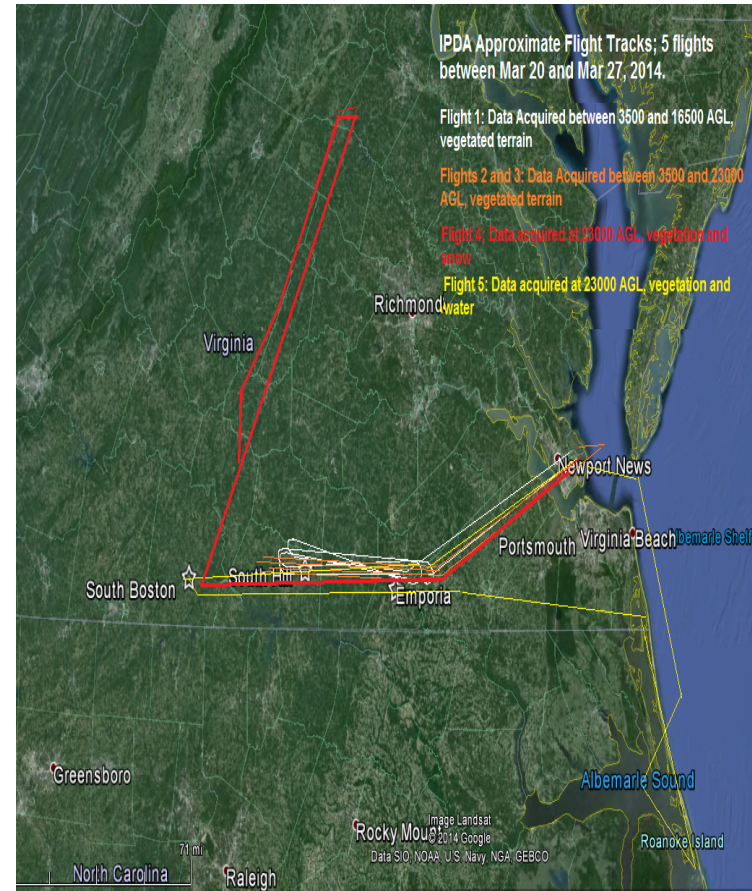 IPDA Approximate Flight Tracks; 5 flights
between Mar 20 and Mar 27, 2014.
Flight 1: Data Acquired between 3500 and 16500 AGL,
vegetated terrain
Flights 2 and 3: Data Acquired between 3500 and 23000
AGL, vegetated terrain
Flight 4: Data acquired at 23000 AGL, vegetation and
snow
Flight 5: Data acquired at 23000 AGL, vegetation and
water
Richmond
Virginia
Newport News
Portsmouth
Virginia Beach
Albemarle Shelf
South Boston
South Hill
Emporia
Greensboro
Albemarle Sound
Rocky Mount
Image Landsat
© 2014 Google
Data SIO, NOAA, U.S. Navy, NGA, GEBCO
Roanoke Island
71 mi
North Carolina
Raleigh